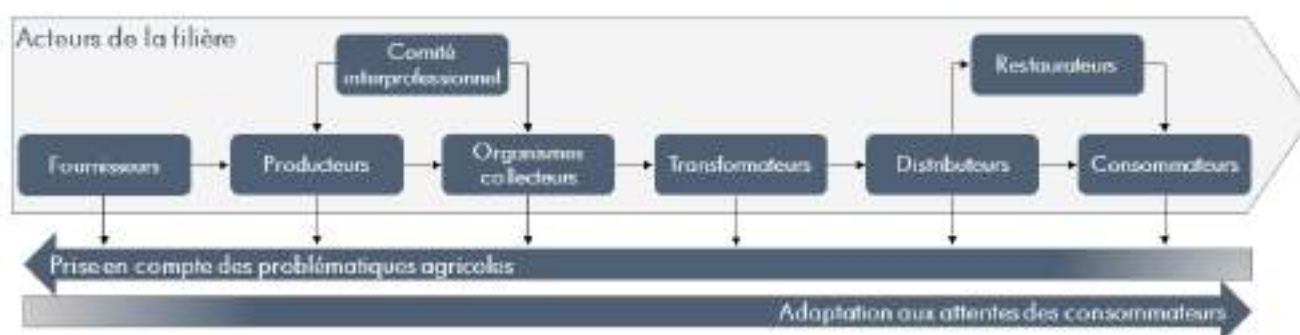 Acteurs de la filière
Comité
interprofessionnel
Restaurateurs
Fournisseurs
Producteurs
Organismes
collecteurs
Transformateurs
Distributeurs
Consommateurs
Prise en compte des problématiques agricoles
Adaptation aux attentes des consommateurs